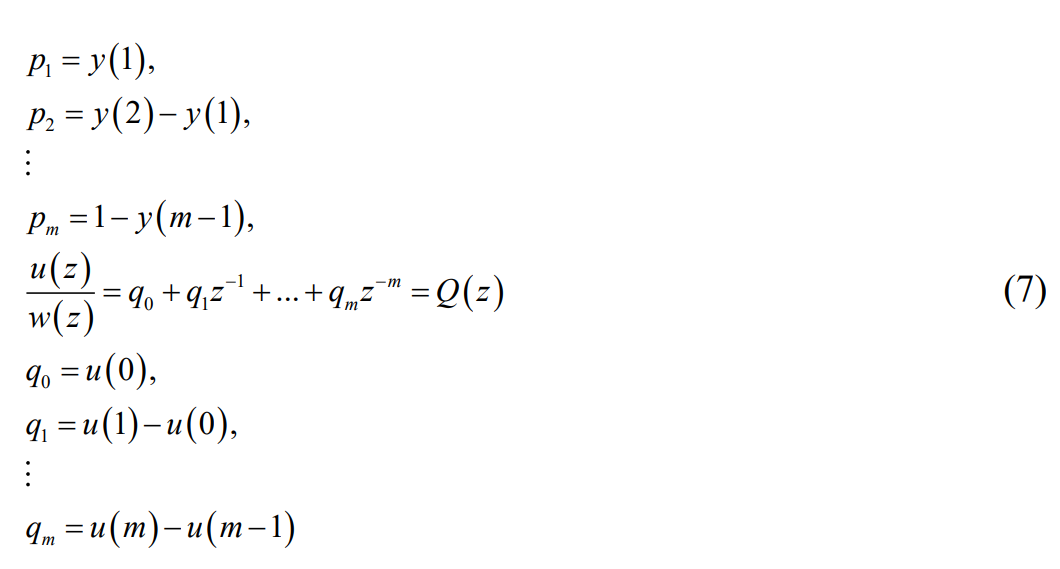 p₁ = y(1),
p₂ = y(2) − y(1),
⋮
pₘ = 1 − y(m−1),
u(z)/w(z) = q₀ + q₁z⁻¹ + ... + qₘz⁻ᵐ = Q(z) (7)
q₀ = u(0),
q₁ = u(1) − u(0),
⋮
qₘ = u(m) − u(m−1)